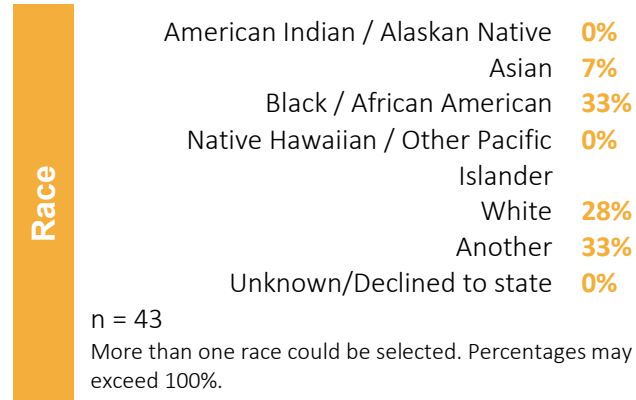 Race
American Indian / Alaskan Native 0%
Asian 7%
Black / African American 33%
Native Hawaiian / Other Pacific 0%
Islander
White 28%
Another 33%
Unknown/Declined to state 0%
n = 43
More than one race could be selected. Percentages may
exceed 100%.